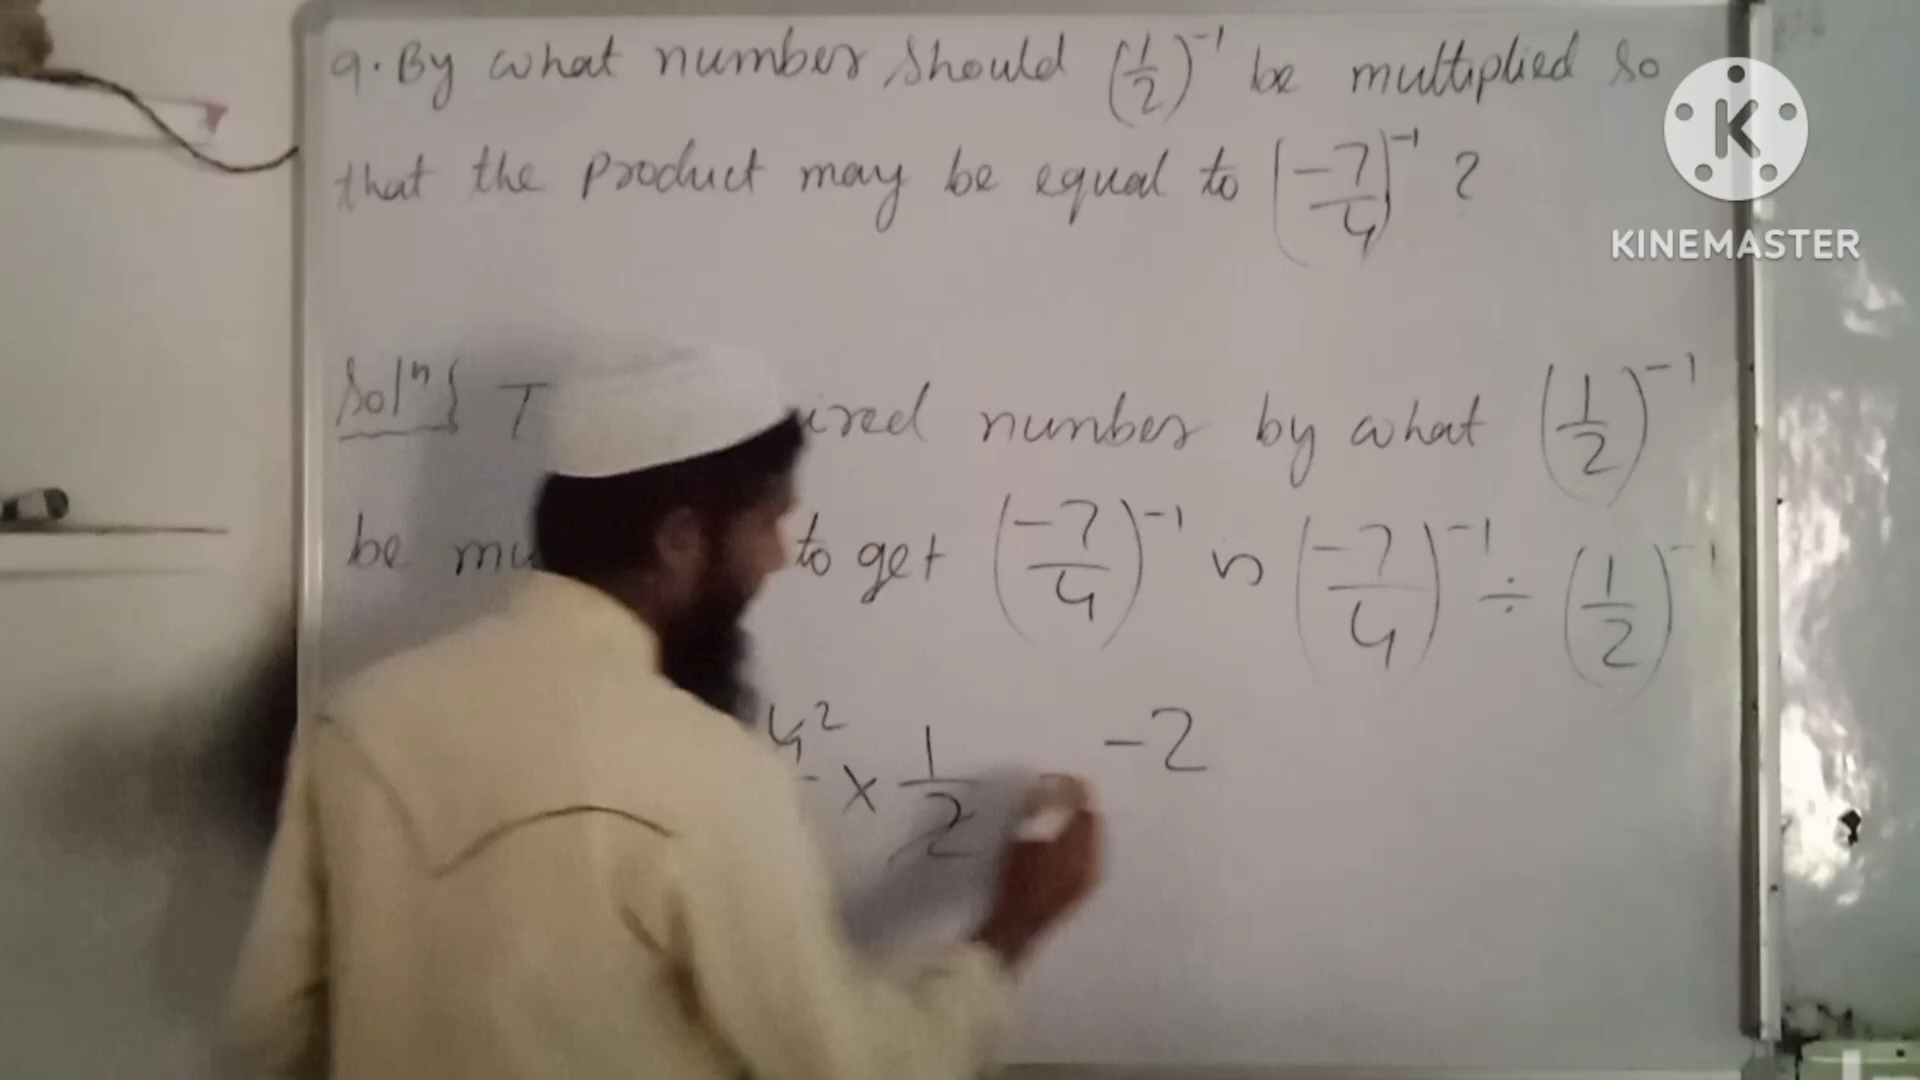 9. By what number should (1/2)⁻¹ be multiplied so
that the product may be equal to (-7/4)⁻¹ ?
K
KINEMASTER
Solⁿ} number by what (1/2)⁻¹
be to get (-7/4)⁻¹ is (-7/4)⁻¹ ÷ (1/2)⁻¹
4² × 1/2 -2